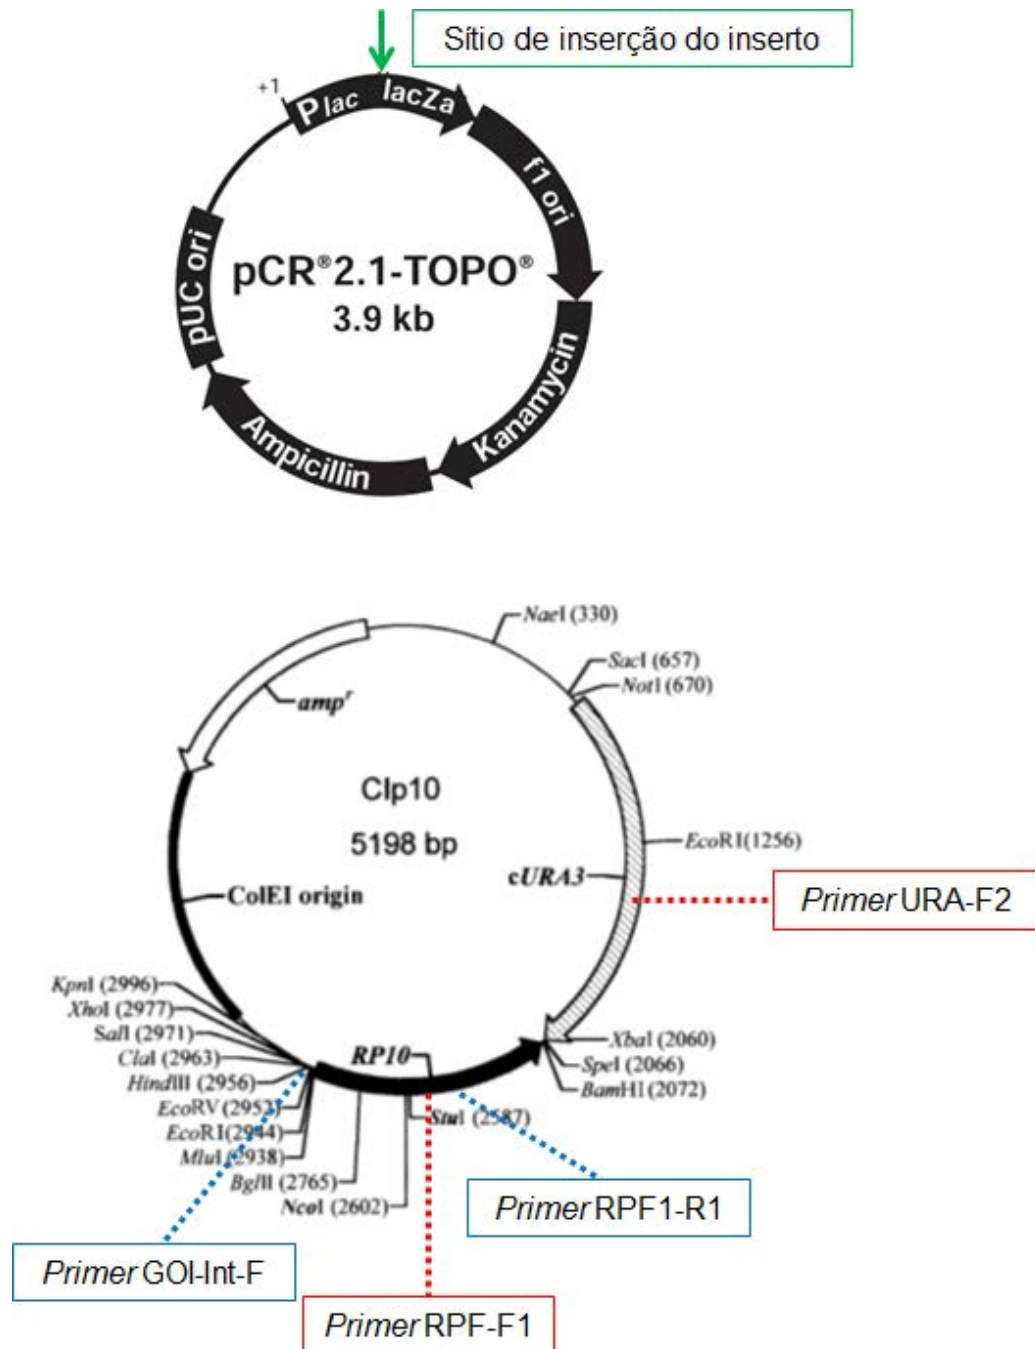 Sítio de inserção do inserto
+1
Plac
lacZa
f1 ori
pCR®2.1-TOPO®
3.9 kb
pUC ori
Kanamycin
Ampicillin
NaeI (330)
SacI (657)
NotI (670)
ampʳ
CIp10
5198 bp
EcoRI(1256)
cURA3
ColEI origin
Primer URA-F2
KpnI (2996)
XhoI (2977)
SalI (2971)
ClaI (2963)
HindIII (2956)
EcoRV (2952)
EcoRI (2944)
MluI (2938)
BglII (2765)
NcoI (2602)
RP10
XbaI (2060)
SpeI (2066)
BamHI (2072)
StuI (2587)
Primer RPF1-R1
Primer GOI-Int-F
Primer RPF-F1